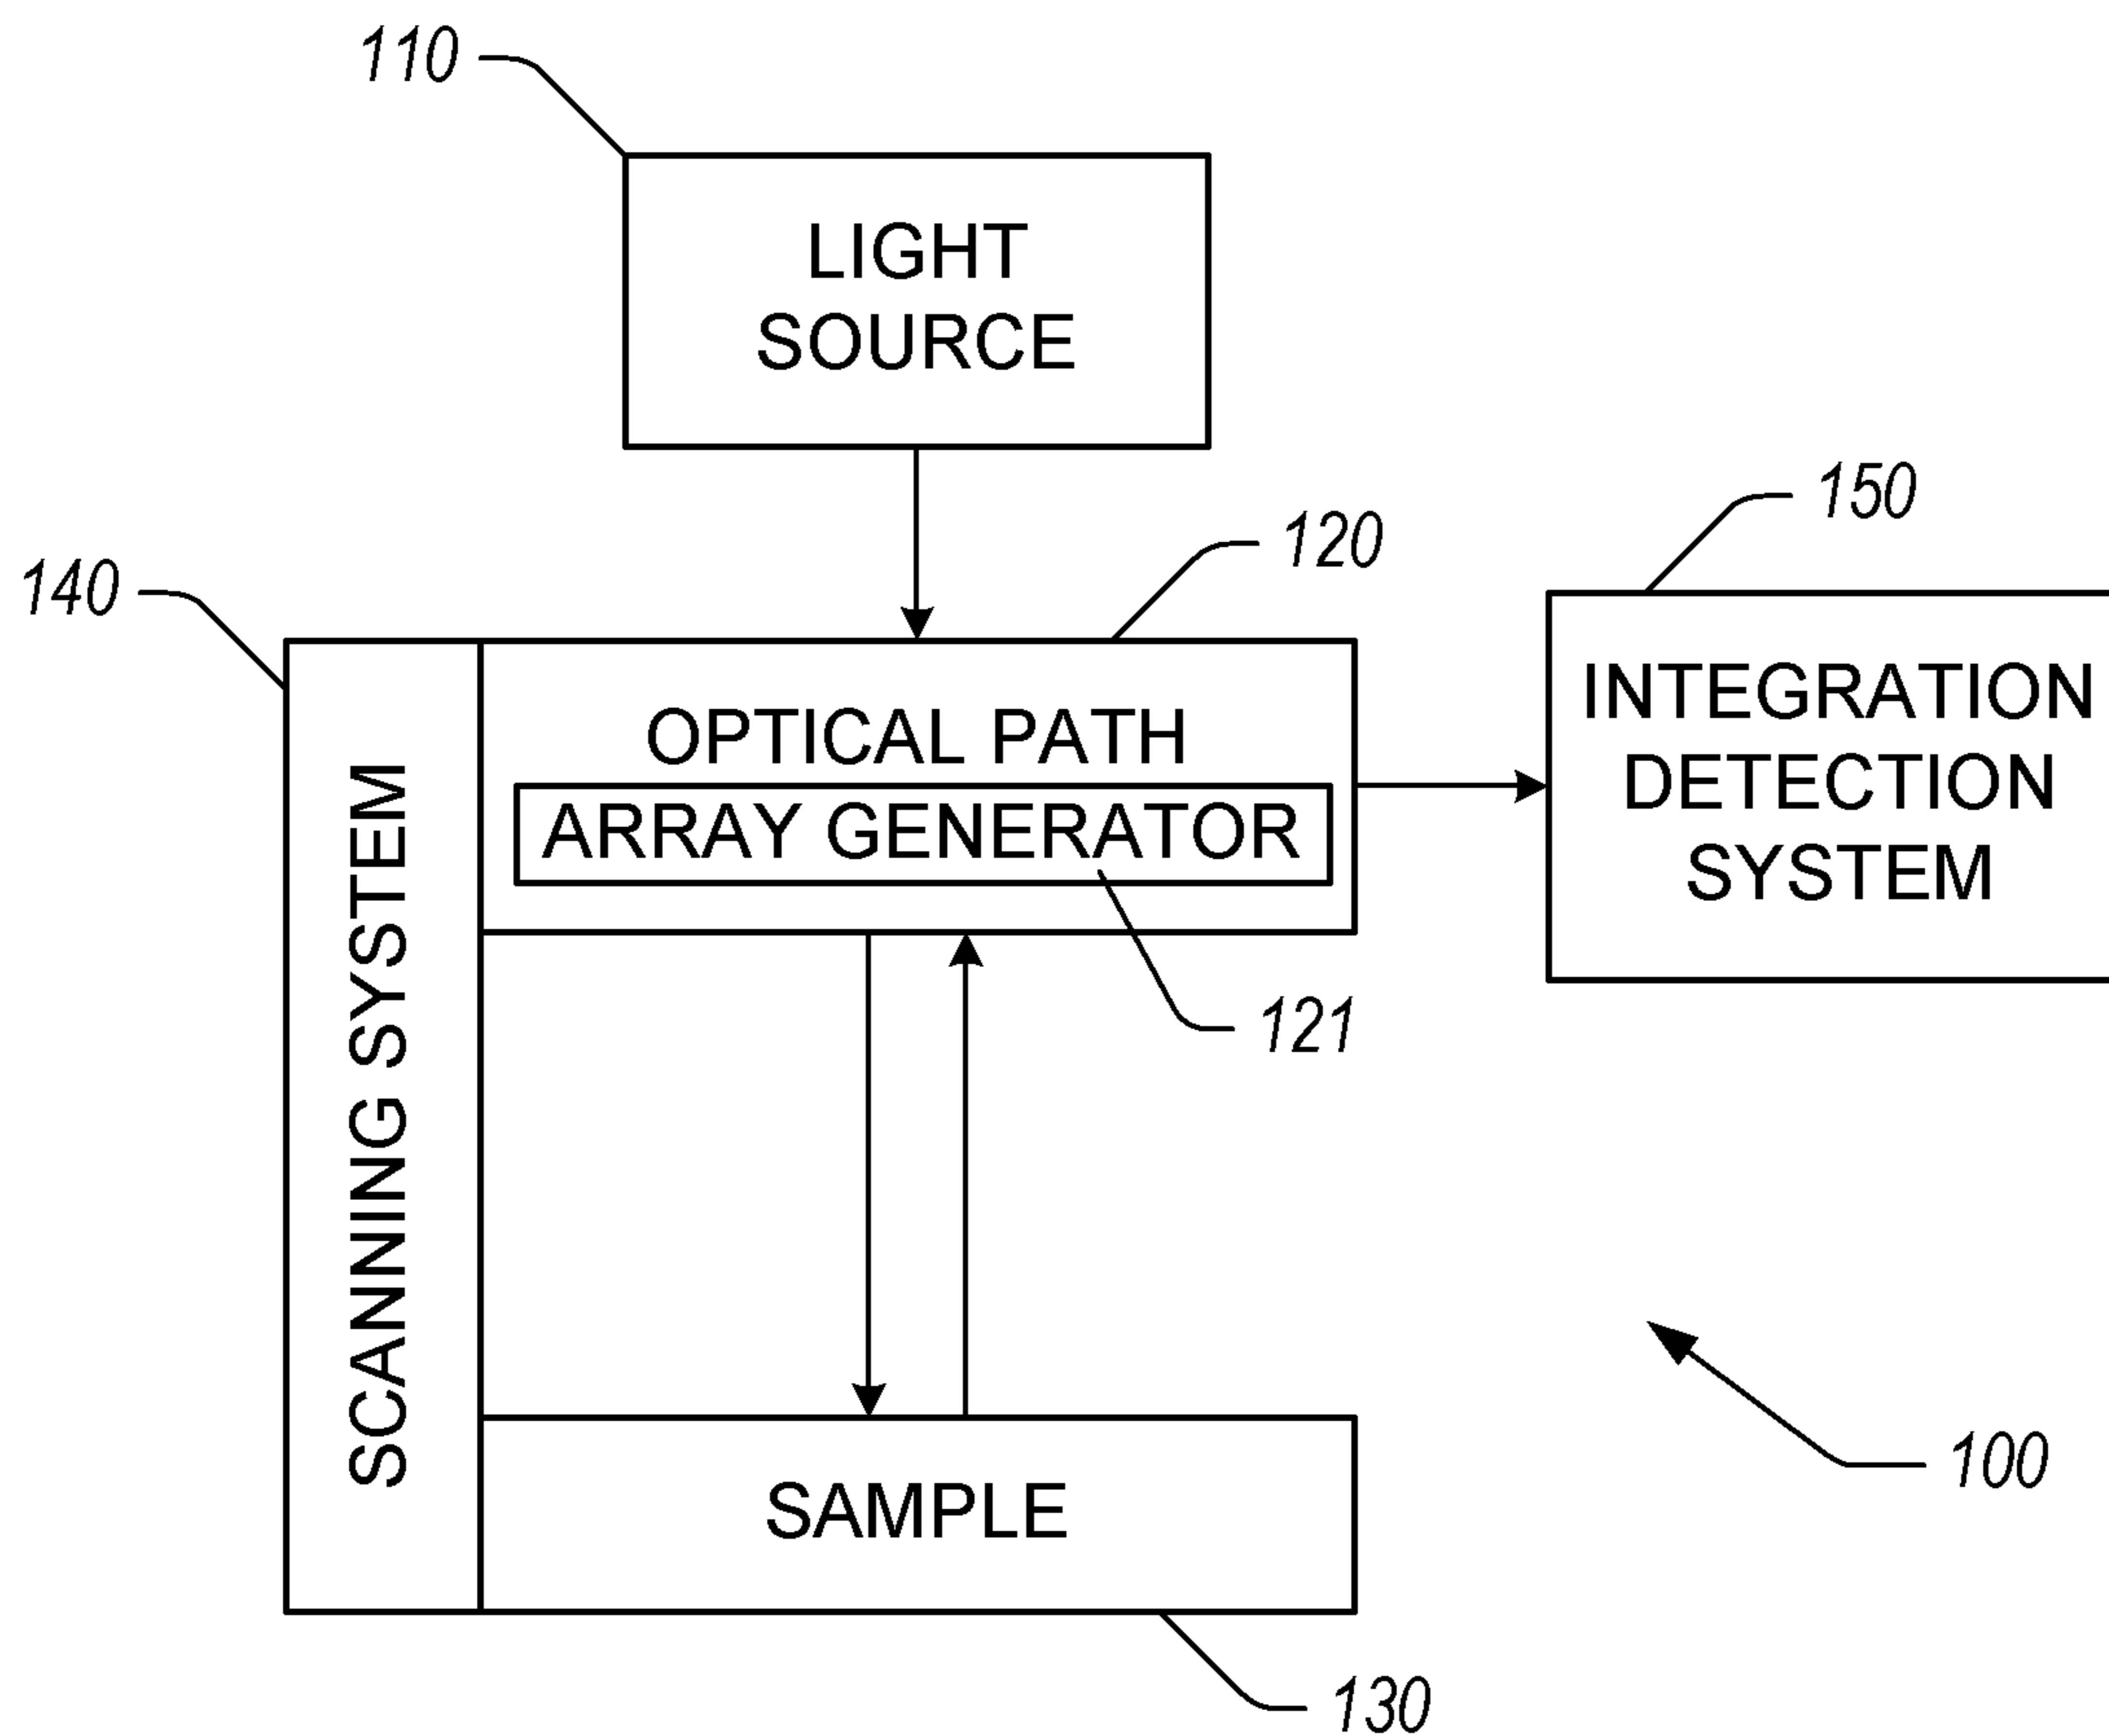 110
LIGHT
SOURCE
150
120
140
INTEGRATION
DETECTION
SYSTEM
OPTICAL PATH
ARRAY GENERATOR
SCANNING SYSTEM
121
100
SAMPLE
130